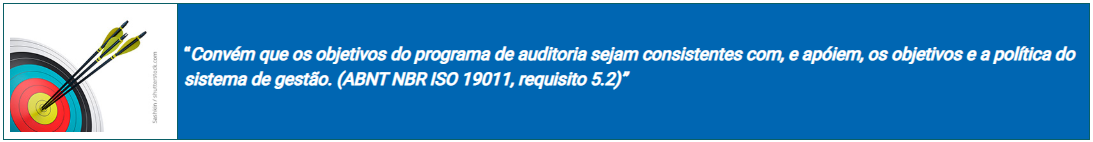 “Convém que os objetivos do programa de auditoria sejam consistentes com, e apóiem, os objetivos e a política do
sistema de gestão. (ABNT NBR ISO 19011, requisito 5.2)”